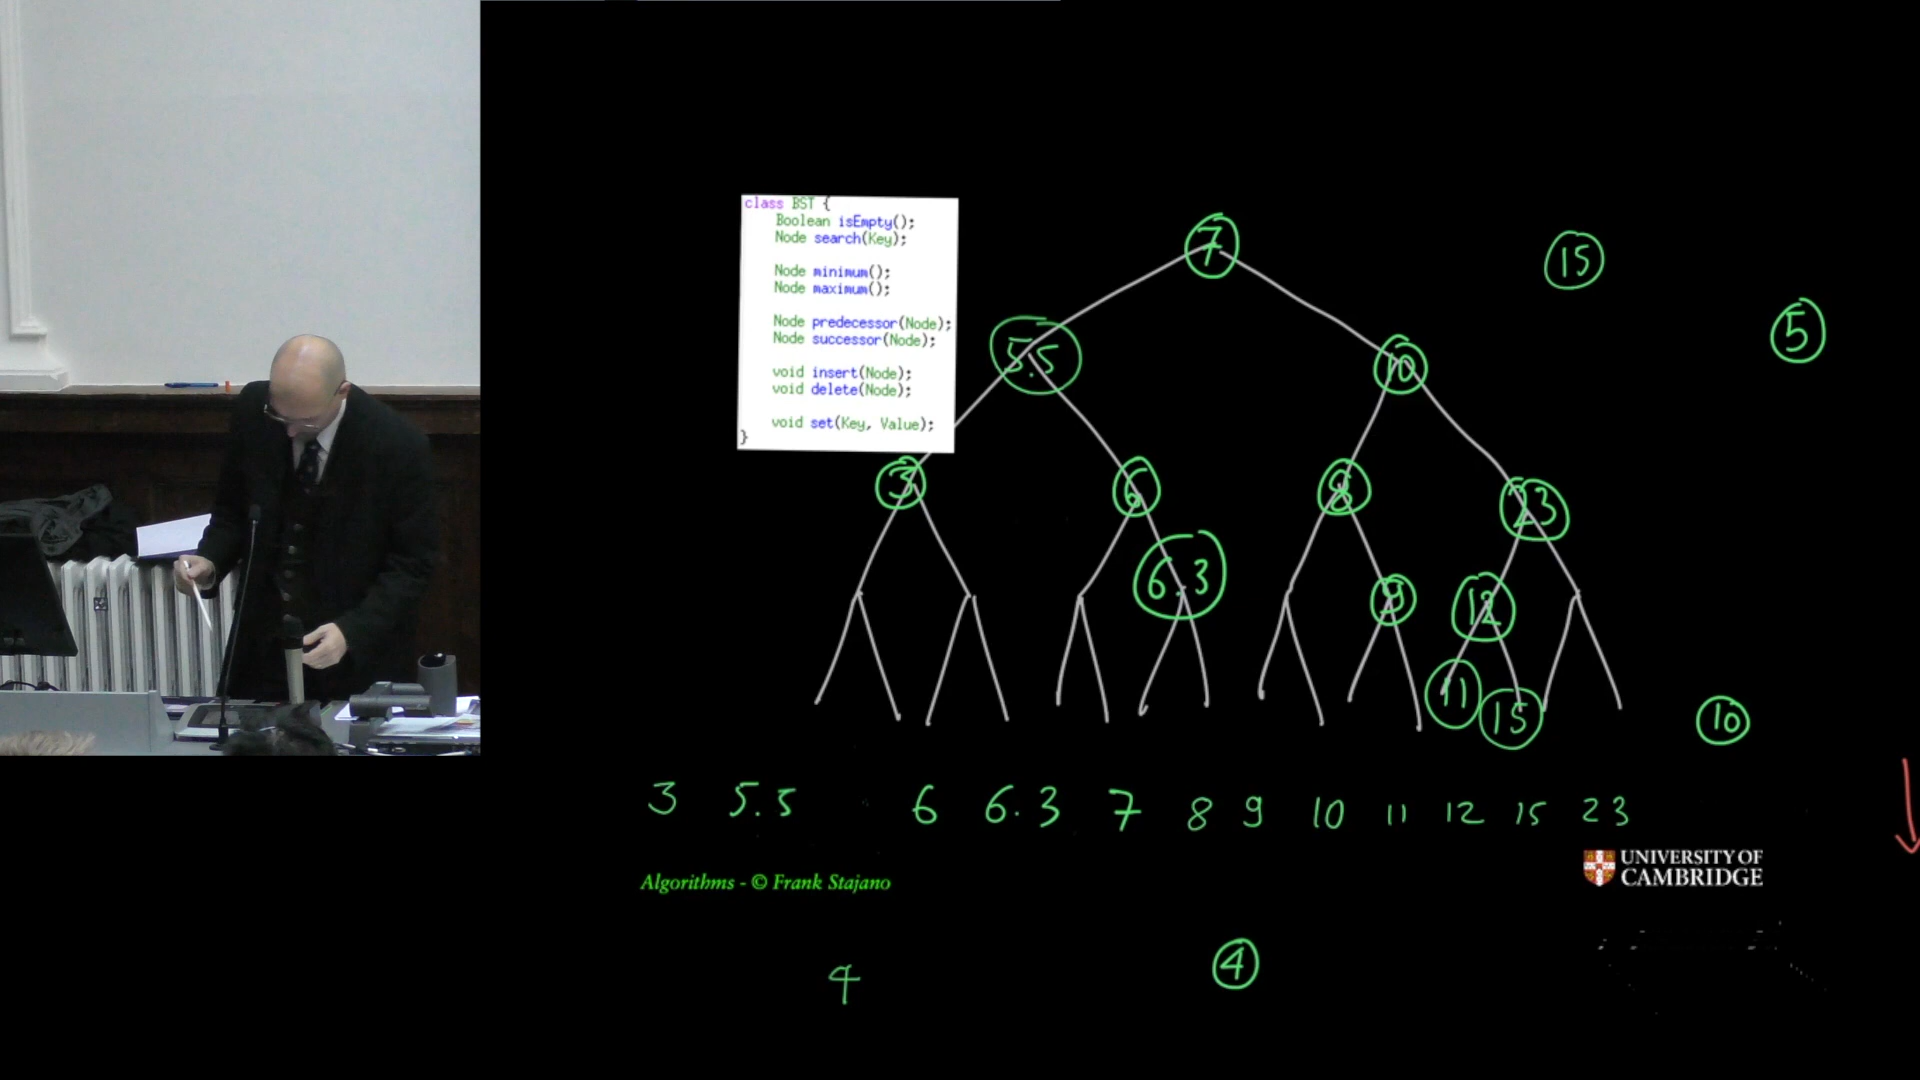 class BST {
Boolean isEmpty();
Node search(Key);
Node minimum();
Node maximum();
Node predecessor(Node);
Node successor(Node);
void insert(Node);
void delete(Node);
void set(Key, Value);
}
7
15
5
5.5
10
3
6
8
23
6.3
9
12
11
15
10
3 5.5 6 6.3 7 8 9 10 11 12 15 23
Algorithms - © Frank Stajano
UNIVERSITY OF
CAMBRIDGE
4
4